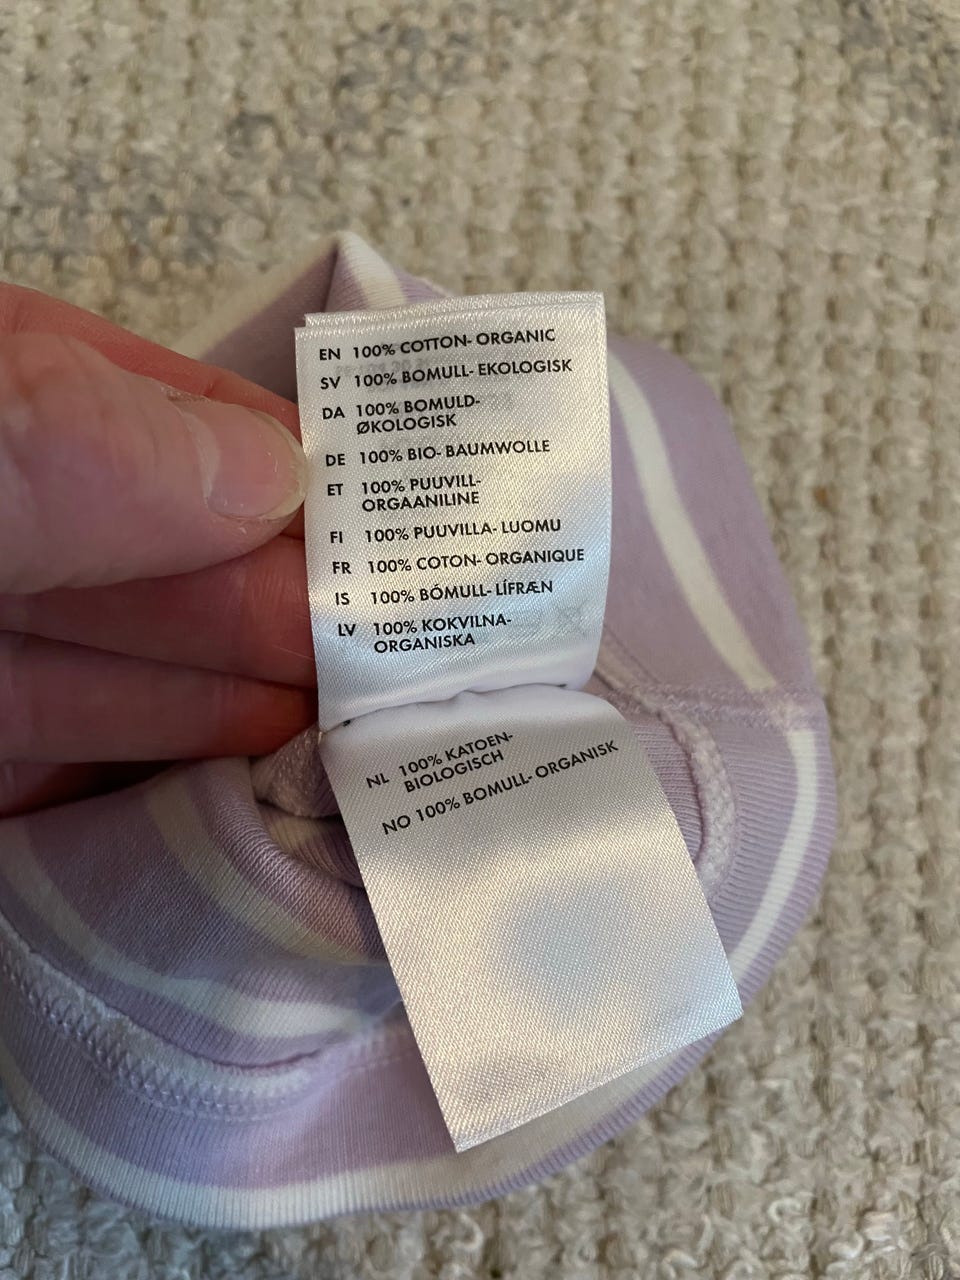 EN 100% COTTON- ORGANIC
SV 100% BOMULL- EKOLOGISK
DA 100% BOMULD-
ØKOLOGISK
DE 100% BIO- BAUMWOLLE
ET 100% PUUVILL-
ORGAANILINE
FI 100% PUUVILLA- LUOMU
FR 100% COTON- ORGANIQUE
IS 100% BÓMULL- LÍFRÆN
LV 100% KOKVILNA-
ORGANISKA
NL 100% KATOEN-
BIOLOGISCH
NO 100% BOMULL- ORGANISK